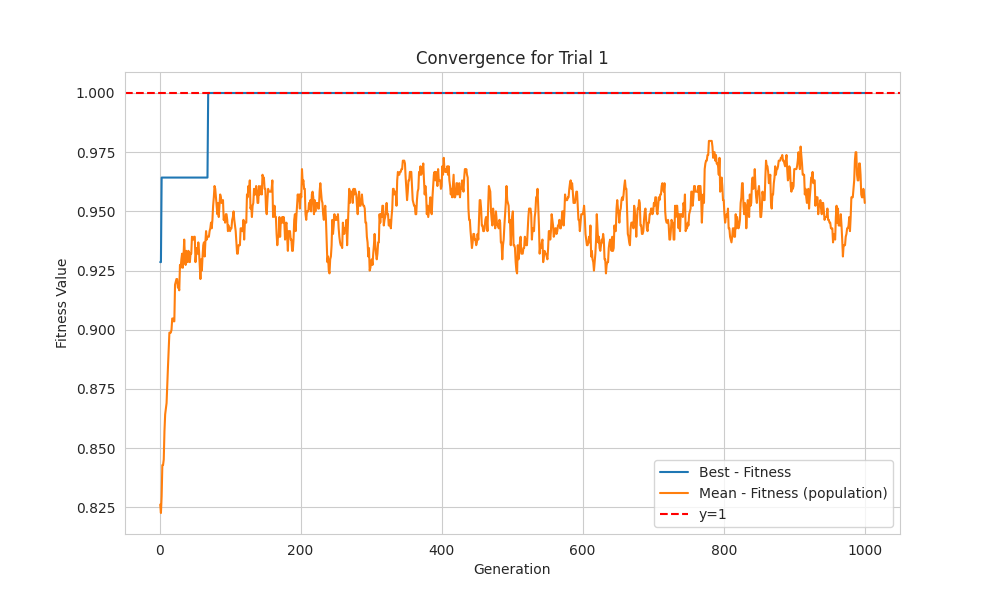 Convergence for Trial 1
Fitness Value
1.000
0.975
0.950
0.925
0.900
0.875
0.850
0.825
0 200 400 600 800 1000
Generation
Best - Fitness
Mean - Fitness (population)
y=1